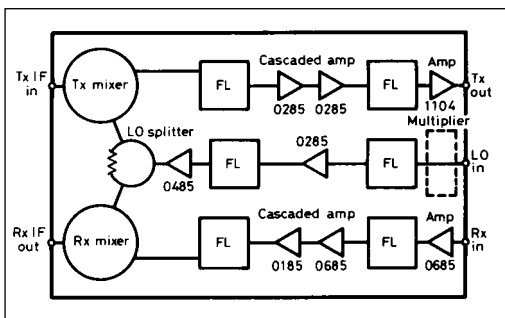 Tx IF
in
Tx mixer
FL
Cascaded amp
0285 0285
FL
Amp
1104
Tx
out
LO splitter
0485
FL
0285
FL
Multiplier
LO
in
Rx IF
out
Rx mixer
FL
Cascaded amp
0185 0685
FL
Amp
0685
Rx
in